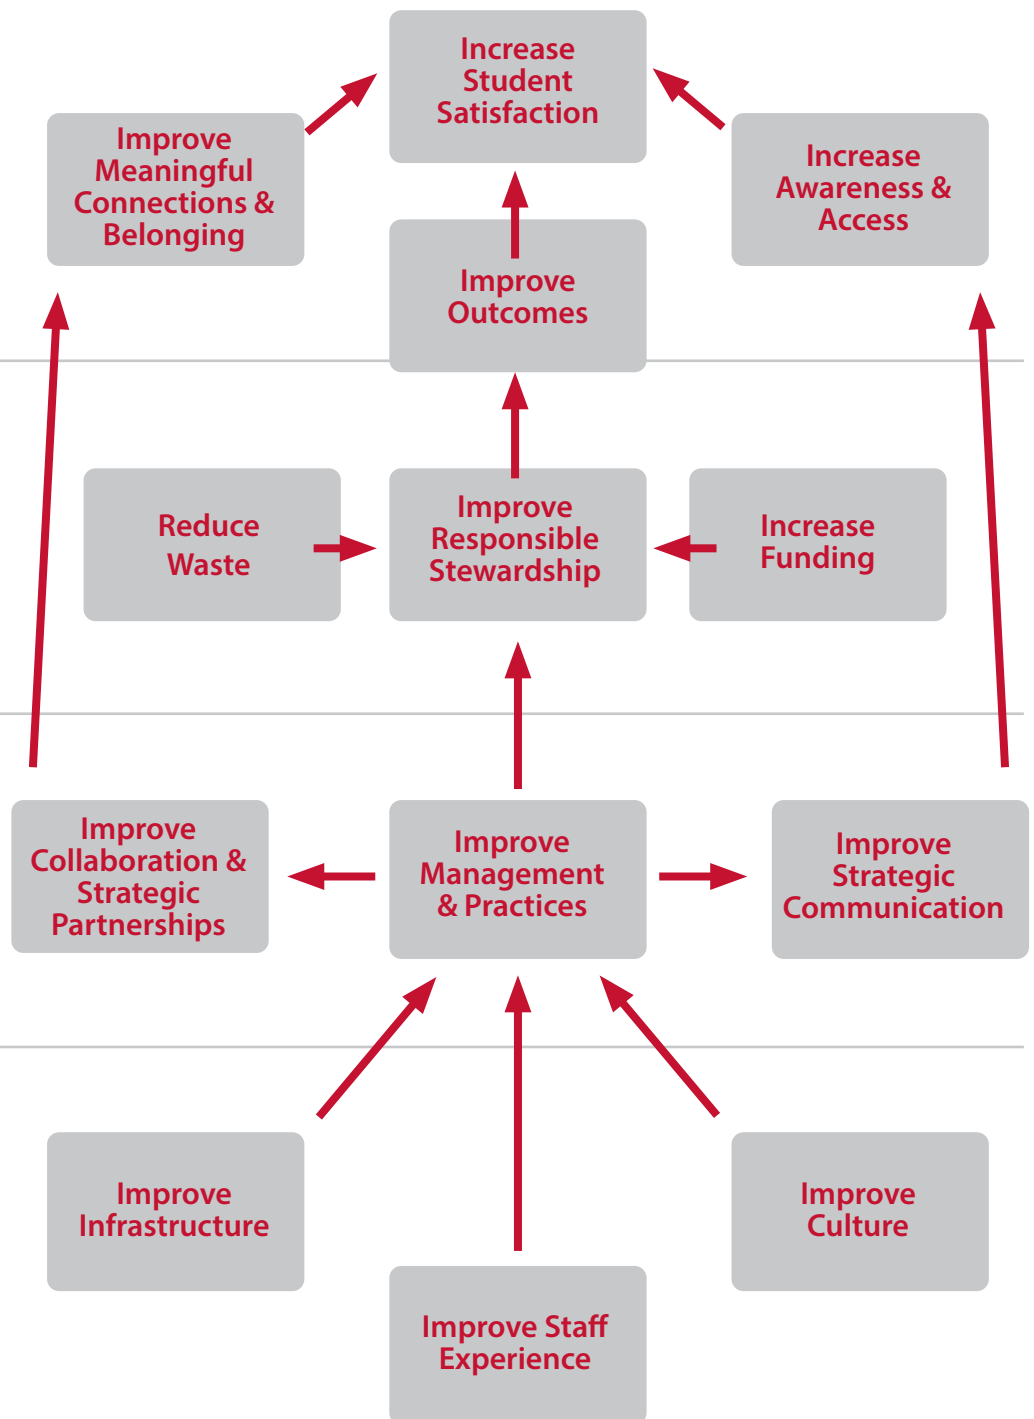 Increase
Student
Satisfaction
Improve
Meaningful
Connections &
Belonging
Increase
Awareness &
Access
Improve
Outcomes
Reduce
Waste
Improve
Responsible
Stewardship
Increase
Funding
Improve
Collaboration &
Strategic
Partnerships
Improve
Management
& Practices
Improve
Strategic
Communication
Improve
Infrastructure
Improve
Culture
Improve Staff
Experience